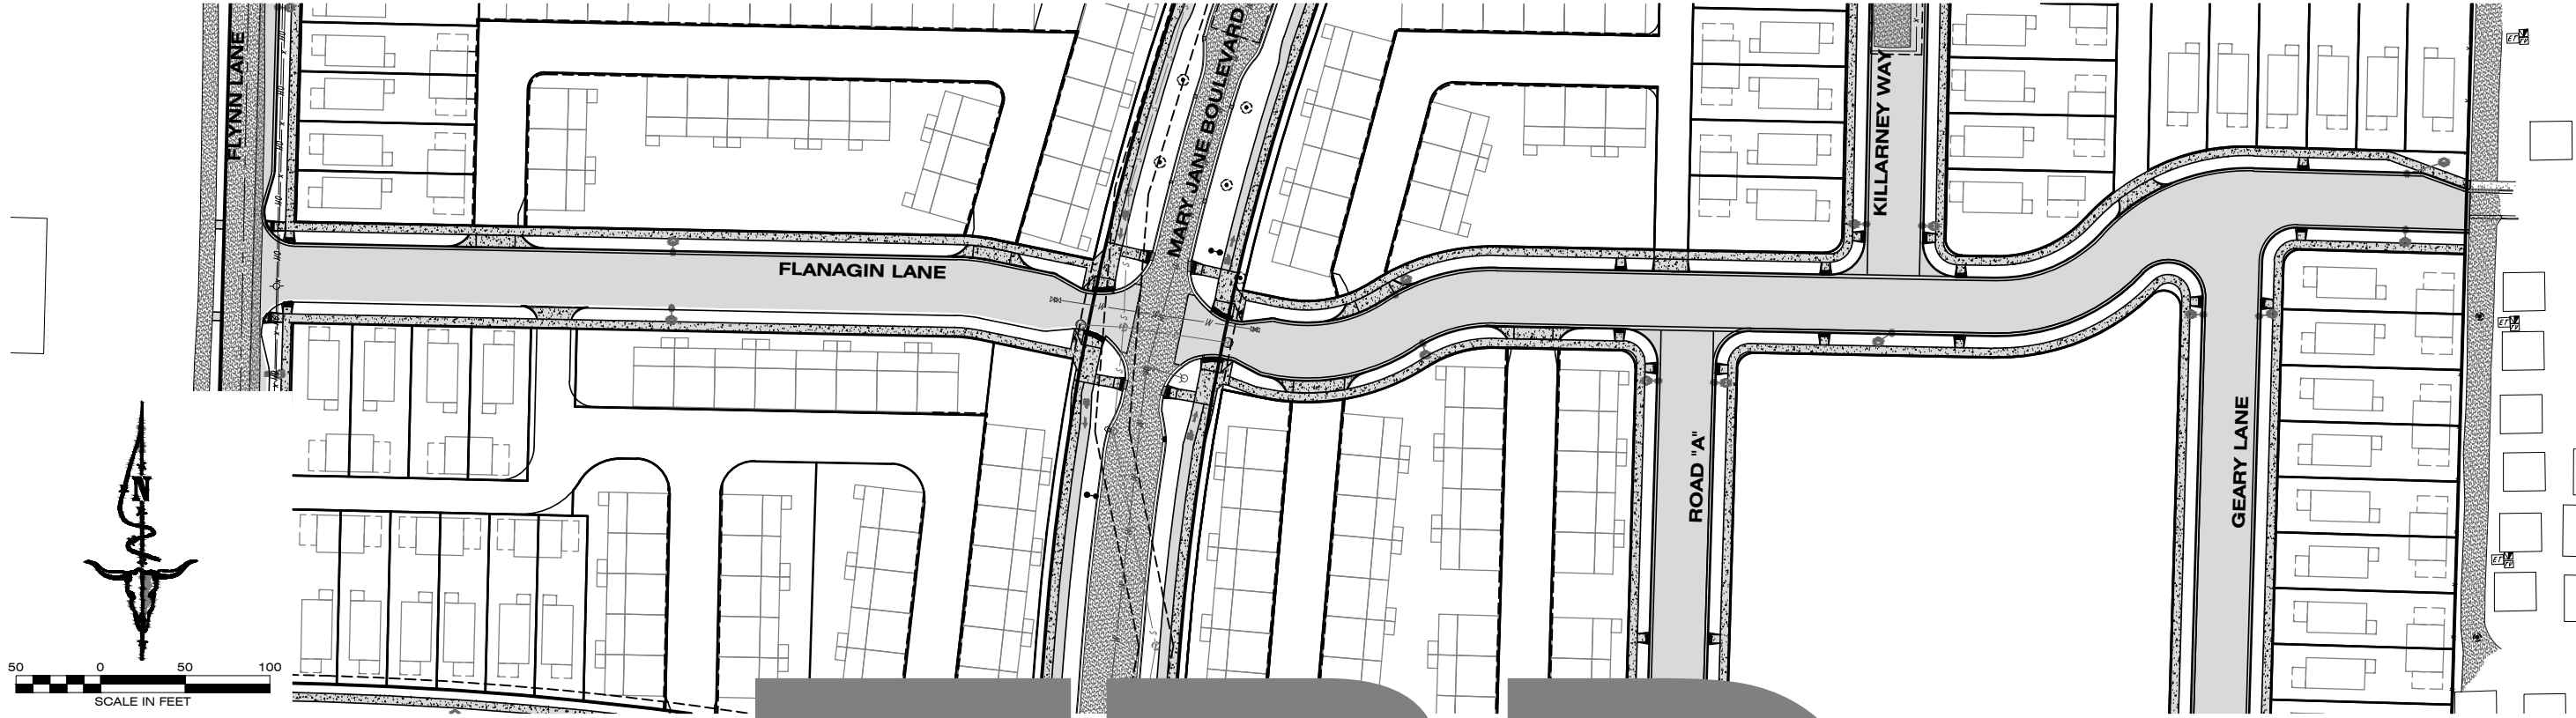 FLYNN LANE
MARY JANE BOULEVARD
KILLARNEY WAY
FLANAGIN LANE
ROAD "A"
GEARY LANE
N
50 0 50 100
SCALE IN FEET